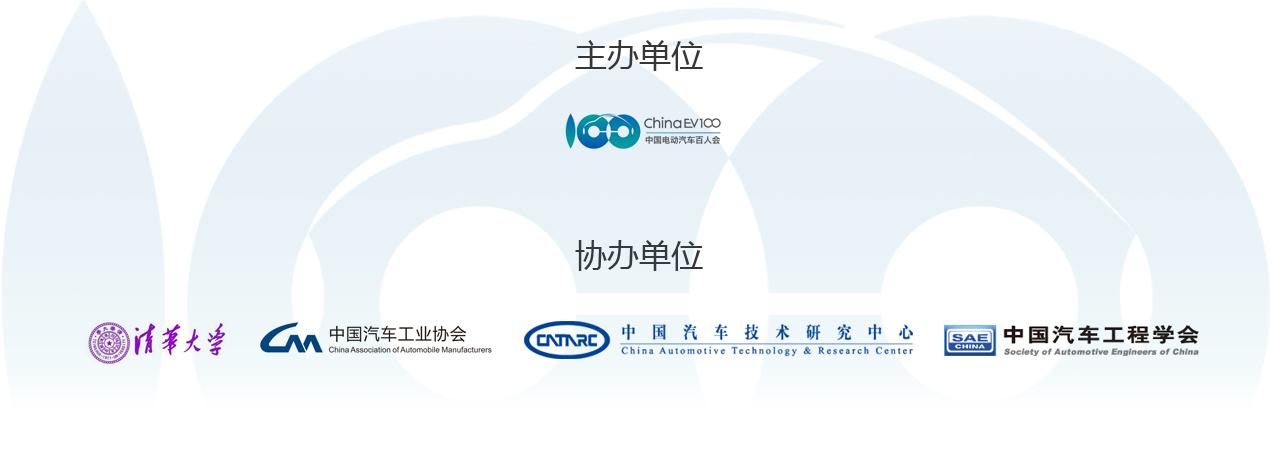 主办单位
100 ChinaEV100
中国电动汽车百人会
协办单位
清华大学
中国汽车工业协会
China Association of Automobile Manufacturers
CATARC
中国汽车技术研究中心
China Automotive Technology & Research Center
SAE
CHINA
中国汽车工程学会
Society of Automotive Engineers of China